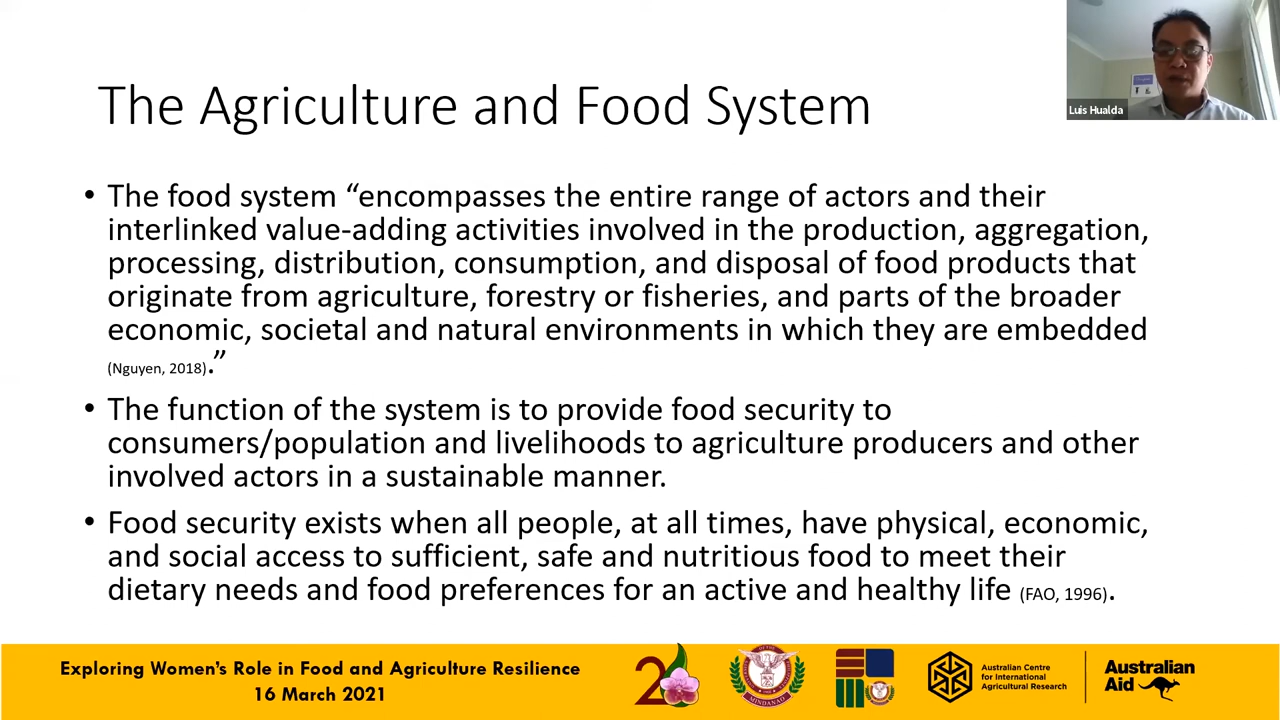 The Agriculture and Food System
Luis Hualda
• The food system “encompasses the entire range of actors and their
interlinked value-adding activities involved in the production, aggregation,
processing, distribution, consumption, and disposal of food products that
originate from agriculture, forestry or fisheries, and parts of the broader
economic, societal and natural environments in which they are embedded
(Nguyen, 2018).”
• The function of the system is to provide food security to
consumers/population and livelihoods to agriculture producers and other
involved actors in a sustainable manner.
• Food security exists when all people, at all times, have physical, economic,
and social access to sufficient, safe and nutritious food to meet their
dietary needs and food preferences for an active and healthy life (FAO, 1996).
Exploring Women’s Role in Food and Agriculture Resilience
16 March 2021
OF THE
MINDANAO
Australian Centre
for International
Agricultural Research
Australian
Aid